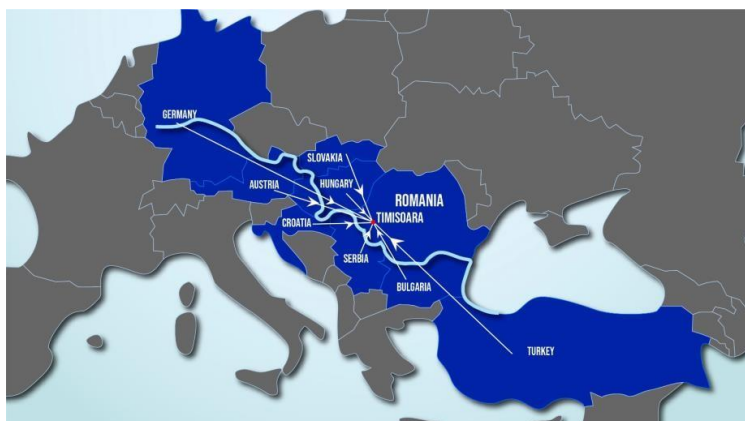 GERMANY
SLOVAKIA
AUSTRIA
HUNGARY
ROMANIA
TIMISOARA
CROATIA
SERBIA
BULGARIA
TURKEY